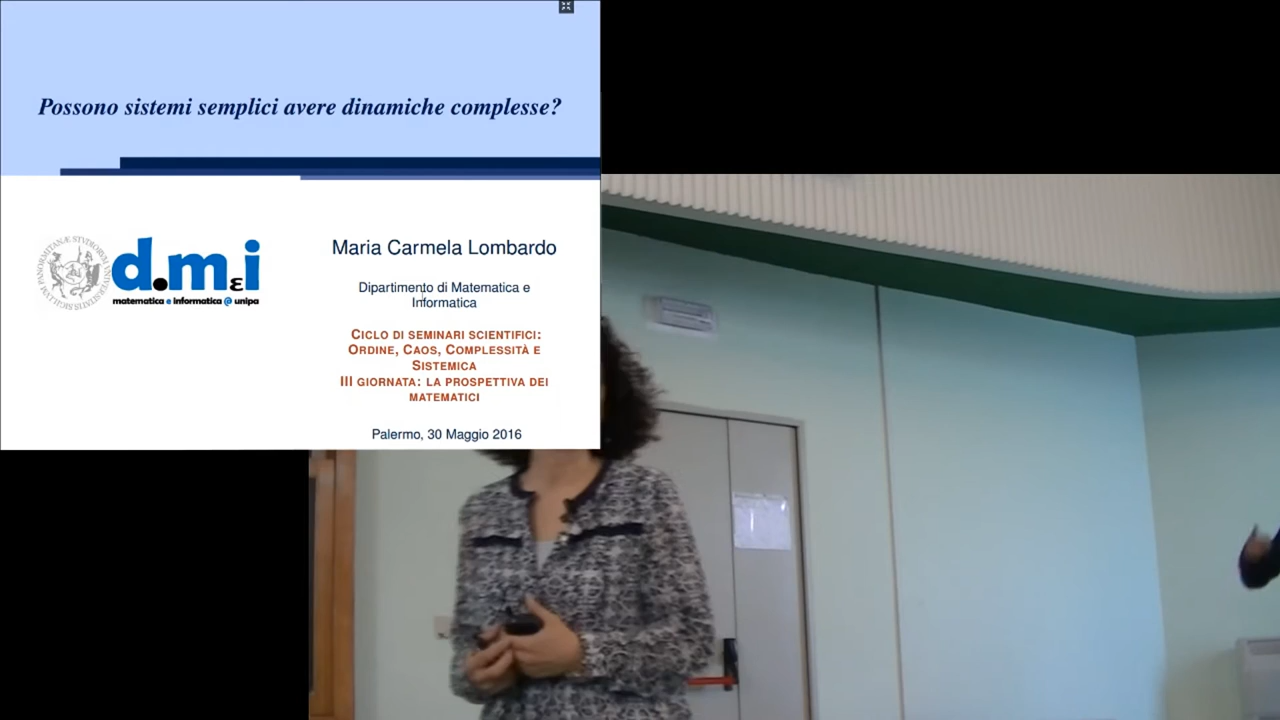 Possono sistemi semplici avere dinamiche complesse?
d.mεi
matematica e informatica @ unipa
Maria Carmela Lombardo
Dipartimento di Matematica e
Informatica
CICLO DI SEMINARI SCIENTIFICI:
ORDINE, CAOS, COMPLESSITÀ E
SISTEMICA
III GIORNATA: LA PROSPETTIVA DEI
MATEMATICI
Palermo, 30 Maggio 2016